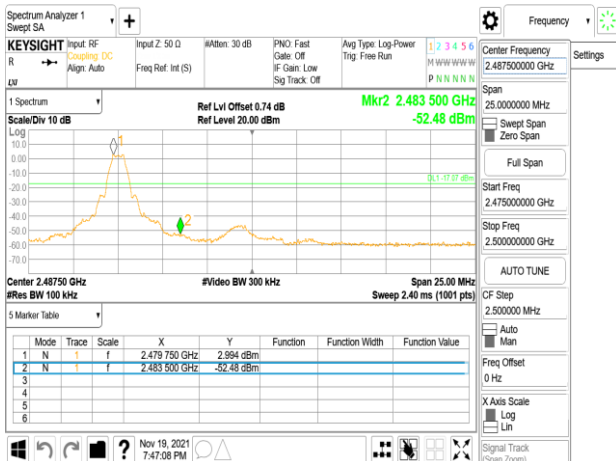 Spectrum Analyzer 1
Swept SA
Frequency
KEYSIGHT Input: RF Input Z: 50 Ω #Atten: 30 dB PNO: Fast Avg Type: Log-Power 1 2 3 4 5 6
R Coupling: DC Gate: Off Trig: Free Run
Align: Auto Freq Ref: Int (S) IF Gain: Low M W W W W W
Sig Track: Off P N N N N N
LXI
1 Spectrum
Scale/Div 10 dB
Ref Lvl Offset 0.74 dB
Ref Level 20.00 dBm
Mkr2 2.483 500 GHz
-52.48 dBm
Log
10.0
0.00
-10.0
-20.0
-30.0
-40.0
-50.0
-60.0
-70.0
1
2
DL1 -17.07 dBm
Center 2.48750 GHz #Video BW 300 kHz Span 25.00 MHz
#Res BW 100 kHz Sweep 2.40 ms (1001 pts)
5 Marker Table
Mode Trace Scale X Y Function Function Width Function Value
1 N 1 f 2.479 750 GHz 2.994 dBm
2 N 1 f 2.483 500 GHz -52.48 dBm
3
4
5
6
Nov 19, 2021
7:47:08 PM
Center Frequency
2.487500000 GHz
Settings
Span
25.0000000 MHz
Swept Span
Zero Span
Full Span
Start Freq
2.475000000 GHz
Stop Freq
2.500000000 GHz
AUTO TUNE
CF Step
2.500000 MHz
Auto
Man
Freq Offset
0 Hz
X Axis Scale
Log
Lin
Signal Track
(Span Zoom)